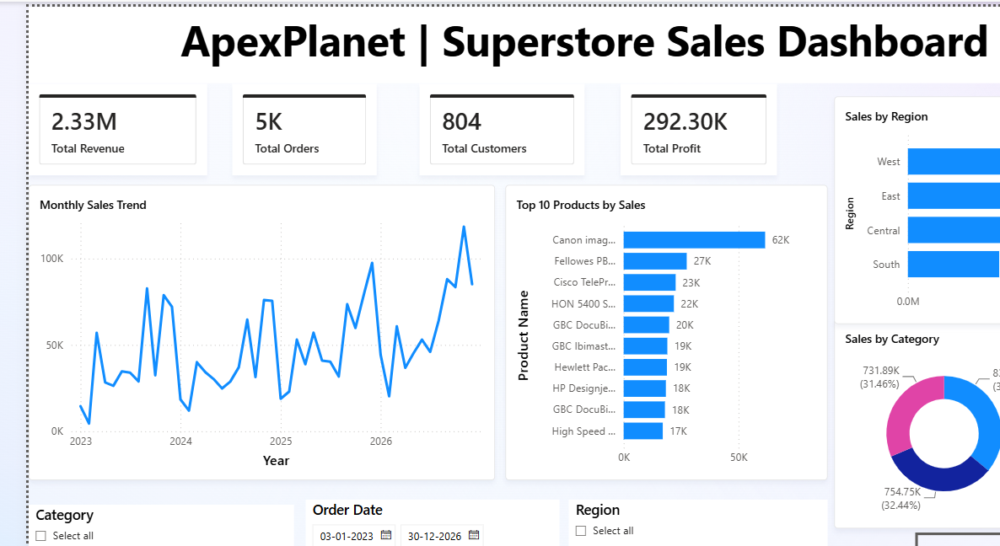 ApexPlanet | Superstore Sales Dashboard
2.33M
Total Revenue
5K
Total Orders
804
Total Customers
292.30K
Total Profit
Monthly Sales Trend
100K
50K
0K
2023
2024
2025
2026
Year
Top 10 Products by Sales
Product Name
Canon imag... 62K
Fellowes PB... 27K
Cisco TelePr... 23K
HON 5400 S... 22K
GBC DocuBi... 20K
GBC Ibimast... 19K
Hewlett Pac... 19K
HP Designje... 18K
GBC DocuBi... 18K
High Speed ... 17K
0K
50K
Sales by Region
Region
West
East
Central
South
0.0M
Sales by Category
731.89K
(31.46%)
754.75K
(32.44%)
Category
Select all
Order Date
03-01-2023
30-12-2026
Region
Select all